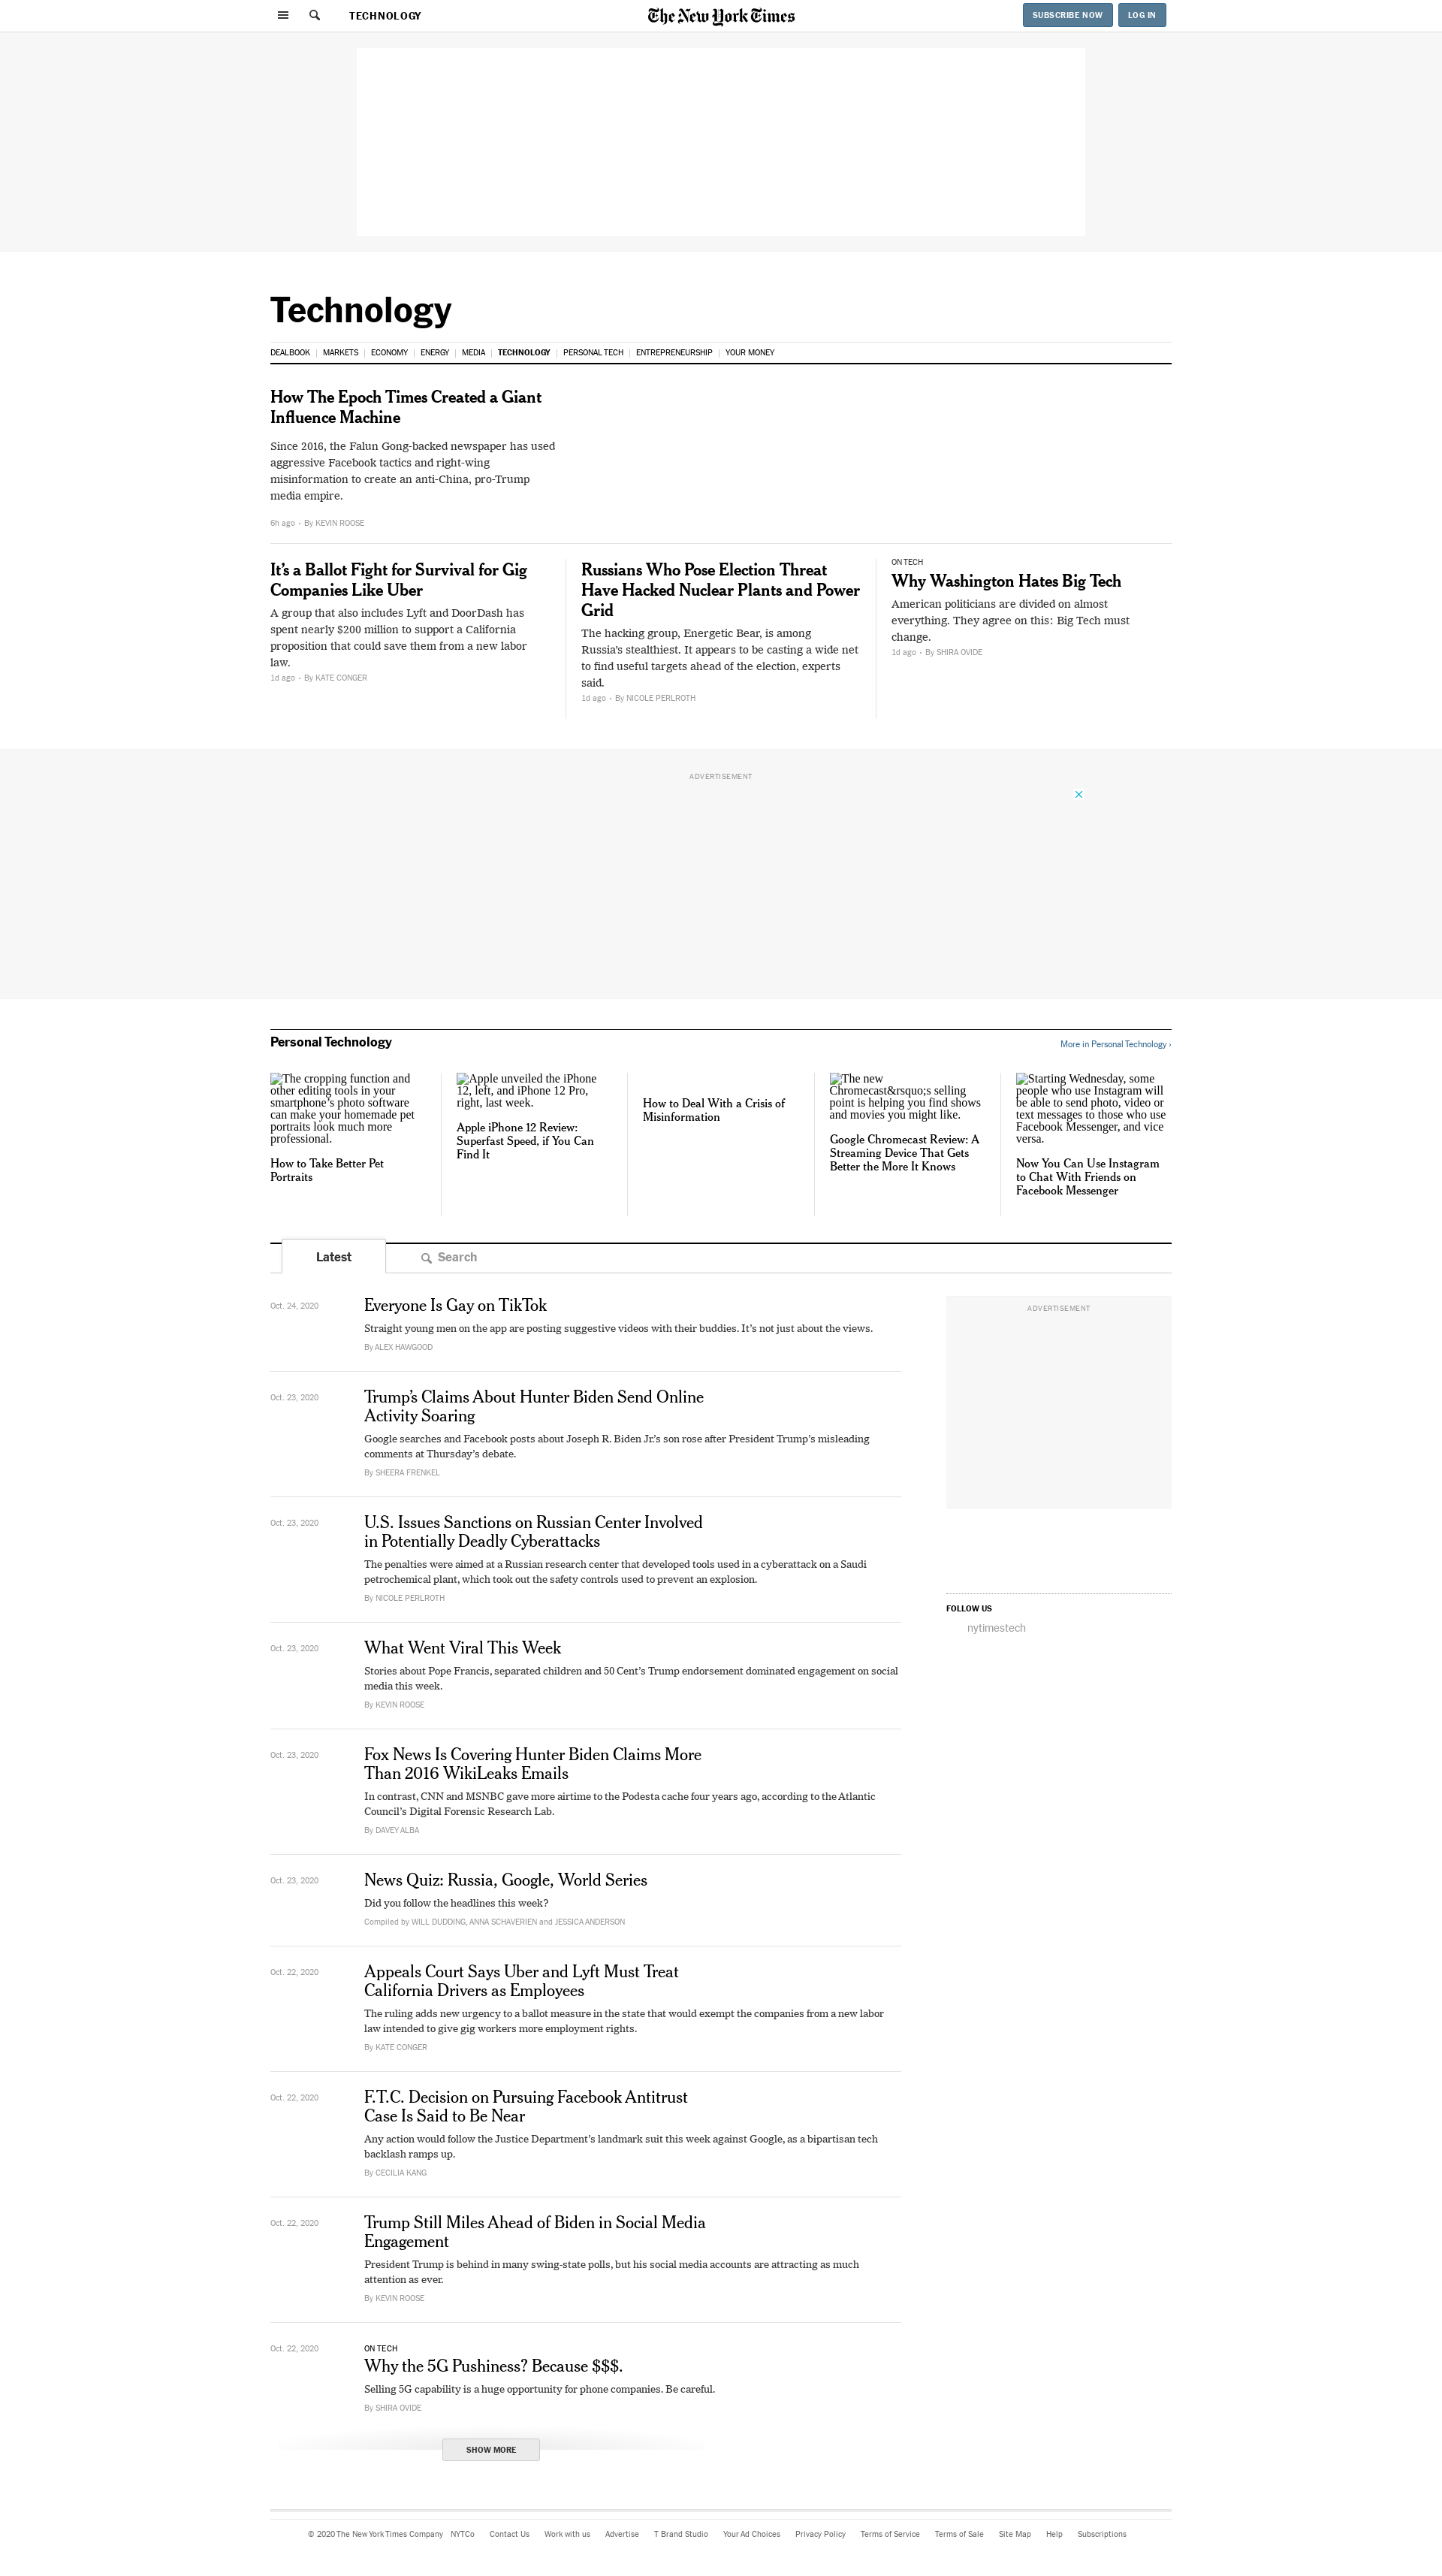 TECHNOLOGY
The New York Times
SUBSCRIBE NOW
LOG IN
Technology
DEALBOOK
MARKETS
ECONOMY
ENERGY
MEDIA
TECHNOLOGY
PERSONAL TECH
ENTREPRENEURSHIP
YOUR MONEY
How The Epoch Times Created a Giant
Influence Machine
Since 2016, the Falun Gong-backed newspaper has used
aggressive Facebook tactics and right-wing
misinformation to create an anti-China, pro-Trump
media empire.
6h ago • By KEVIN ROOSE
It’s a Ballot Fight for Survival for Gig
Companies Like Uber
A group that also includes Lyft and DoorDash has
spent nearly $200 million to support a California
proposition that could save them from a new labor
law.
1d ago • By KATE CONGER
Russians Who Pose Election Threat
Have Hacked Nuclear Plants and Power
Grid
The hacking group, Energetic Bear, is among
Russia’s stealthiest. It appears to be casting a wide net
to find useful targets ahead of the election, experts
said.
1d ago • By NICOLE PERLROTH
ON TECH
Why Washington Hates Big Tech
American politicians are divided on almost
everything. They agree on this: Big Tech must
change.
1d ago • By SHIRA OVIDE
ADVERTISEMENT
Personal Technology
More in Personal Technology ›
The cropping function and
other editing tools in your
smartphone’s photo software
can make your homemade pet
portraits look much more
professional.
How to Take Better Pet
Portraits
Apple unveiled the iPhone
12, left, and iPhone 12 Pro,
right, last week.
Apple iPhone 12 Review:
Superfast Speed, if You Can
Find It
How to Deal With a Crisis of
Misinformation
The new
Chromecast&rsquo;s selling
point is helping you find shows
and movies you might like.
Google Chromecast Review: A
Streaming Device That Gets
Better the More It Knows
Starting Wednesday, some
people who use Instagram will
be able to send photo, video or
text messages to those who use
Facebook Messenger, and vice
versa.
Now You Can Use Instagram
to Chat With Friends on
Facebook Messenger
Latest
Search
Oct. 24, 2020
Everyone Is Gay on TikTok
Straight young men on the app are posting suggestive videos with their buddies. It’s not just about the views.
By ALEX HAWGOOD
ADVERTISEMENT
Oct. 23, 2020
Trump’s Claims About Hunter Biden Send Online
Activity Soaring
Google searches and Facebook posts about Joseph R. Biden Jr.’s son rose after President Trump’s misleading
comments at Thursday’s debate.
By SHEERA FRENKEL
Oct. 23, 2020
U.S. Issues Sanctions on Russian Center Involved
in Potentially Deadly Cyberattacks
The penalties were aimed at a Russian research center that developed tools used in a cyberattack on a Saudi
petrochemical plant, which took out the safety controls used to prevent an explosion.
By NICOLE PERLROTH
FOLLOW US
nytimestech
Oct. 23, 2020
What Went Viral This Week
Stories about Pope Francis, separated children and 50 Cent’s Trump endorsement dominated engagement on social
media this week.
By KEVIN ROOSE
Oct. 23, 2020
Fox News Is Covering Hunter Biden Claims More
Than 2016 WikiLeaks Emails
In contrast, CNN and MSNBC gave more airtime to the Podesta cache four years ago, according to the Atlantic
Council’s Digital Forensic Research Lab.
By DAVEY ALBA
Oct. 23, 2020
News Quiz: Russia, Google, World Series
Did you follow the headlines this week?
Compiled by WILL DUDDING, ANNA SCHAVERIEN and JESSICA ANDERSON
Oct. 22, 2020
Appeals Court Says Uber and Lyft Must Treat
California Drivers as Employees
The ruling adds new urgency to a ballot measure in the state that would exempt the companies from a new labor
law intended to give gig workers more employment rights.
By KATE CONGER
Oct. 22, 2020
F.T.C. Decision on Pursuing Facebook Antitrust
Case Is Said to Be Near
Any action would follow the Justice Department’s landmark suit this week against Google, as a bipartisan tech
backlash ramps up.
By CECILIA KANG
Oct. 22, 2020
Trump Still Miles Ahead of Biden in Social Media
Engagement
President Trump is behind in many swing-state polls, but his social media accounts are attracting as much
attention as ever.
By KEVIN ROOSE
Oct. 22, 2020
ON TECH
Why the 5G Pushiness? Because $$$.
Selling 5G capability is a huge opportunity for phone companies. Be careful.
By SHIRA OVIDE
SHOW MORE
© 2020 The New York Times Company
NYTCo
Contact Us
Work with us
Advertise
T Brand Studio
Your Ad Choices
Privacy Policy
Terms of Service
Terms of Sale
Site Map
Help
Subscriptions